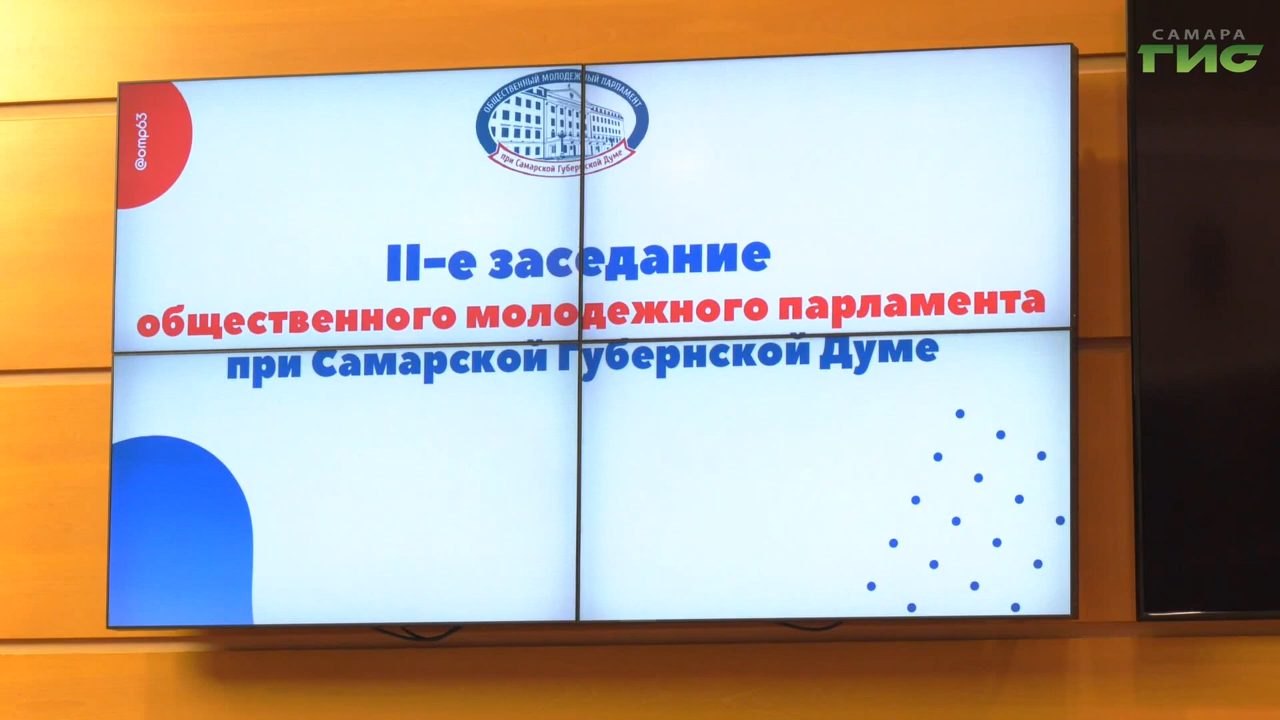 САМАРА
ГИС
@omp63
ОБЩЕСТВЕННЫЙ МОЛОДЕЖНЫЙ ПАРЛАМЕНТ
при Самарской Губернской Думе
II-е заседание
общественного молодежного парламента
при Самарской Губернской Думе